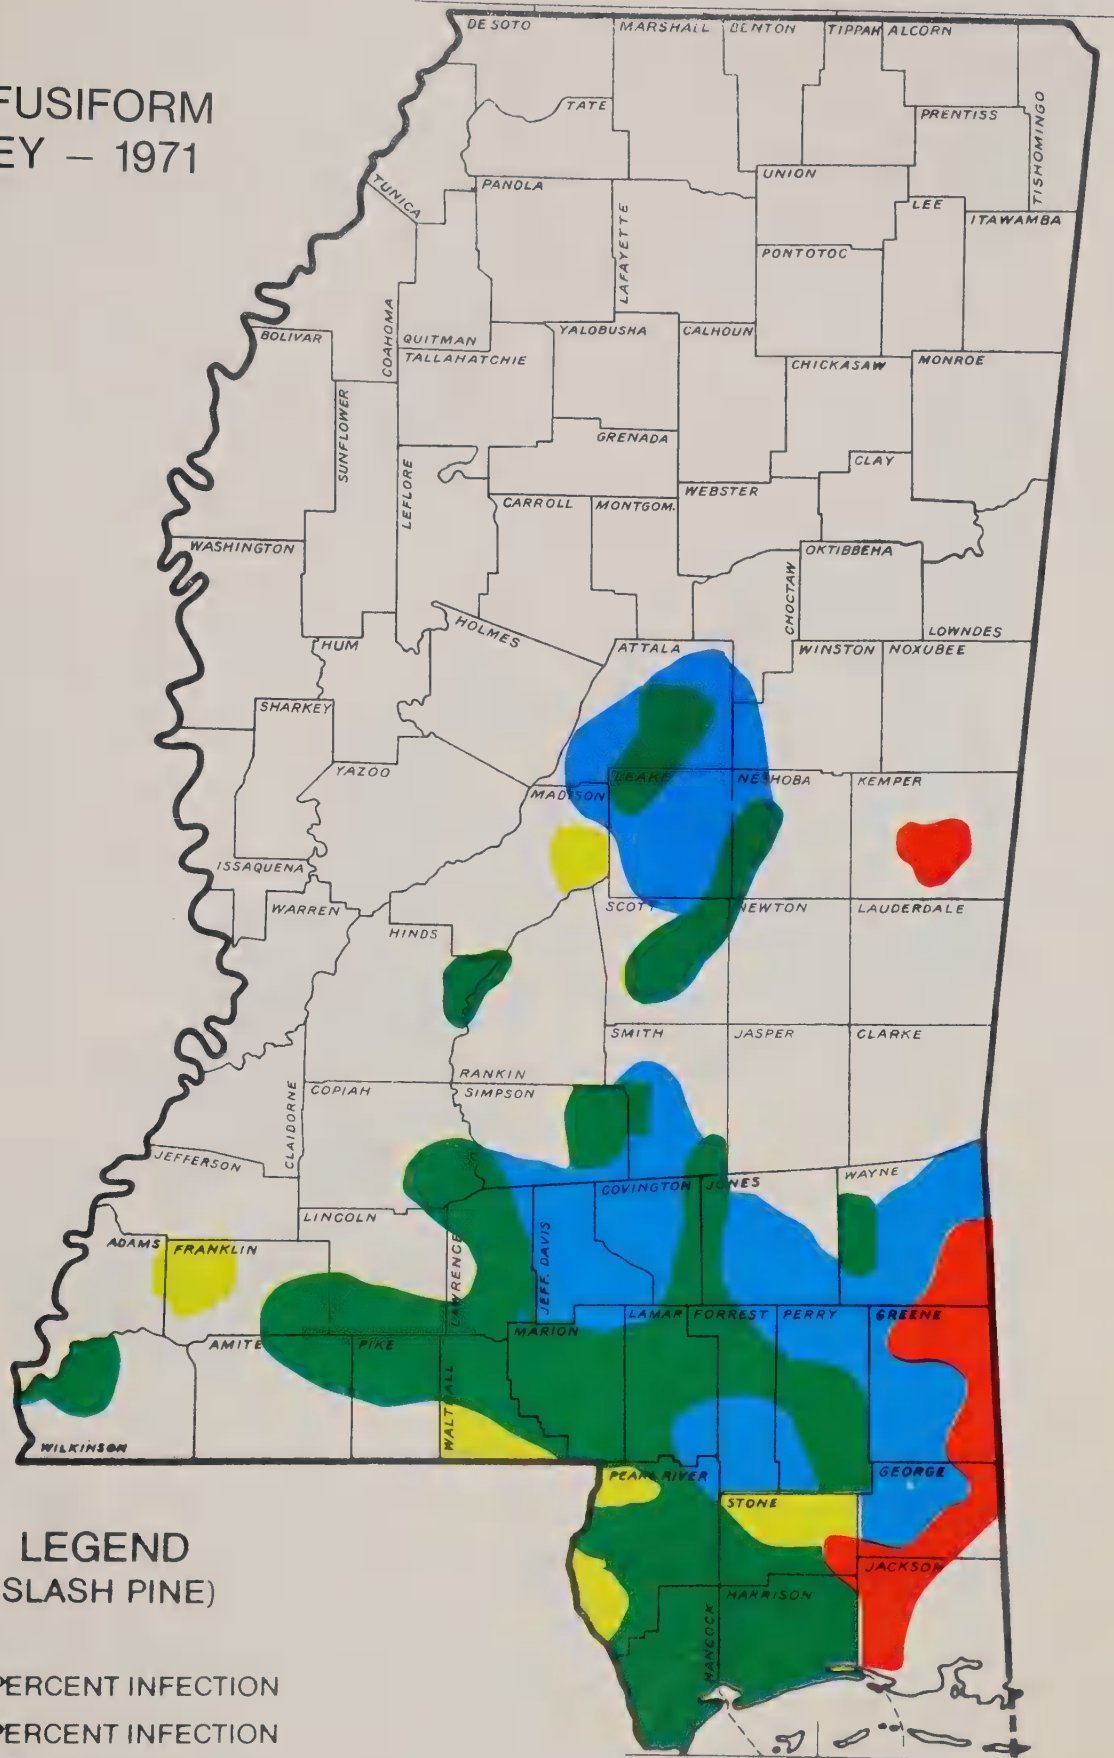 FUSIFORM
EY – 1971
DE SOTO
MARSHALL
BENTON
TIPPAH
ALCORN
TATE
PRENTISS
TISHOMINGO
TUNICA
PANOLA
LAFAYETTE
UNION
LEE
ITAWAMBA
PONTOTOC
COAHOMA
BOLIVAR
QUITMAN
YALOBUSHA
CALHOUN
TALLAHATCHIE
CHICKASAW
MONROE
SUNFLOWER
GRENADA
CLAY
LEFLORE
CARROLL
MONTGOM.
WEBSTER
WASHINGTON
OKTIBBEHA
CHOCTAW
HOLMES
LOWNDES
HUM
ATTALA
WINSTON
NOXUBEE
SHARKEY
YAZOO
LEAKE
NESHOBA
KEMPER
MADISON
ISSAQUENA
WARREN
SCOTT
NEWTON
LAUDERDALE
HINDS
SMITH
JASPER
CLARKE
RANKIN
COPIAH
SIMPSON
CLAIBORNE
JEFFERSON
COVINGTON
JONES
WAYNE
LINCOLN
ADAMS
FRANKLIN
LAWRENCE
JEFF. DAVIS
LAMAR
FORREST
PERRY
GREENE
MARION
AMITE
PIKE
WALTHALL
WILKINSON
PEARL RIVER
GEORGE
STONE
LEGEND
SLASH PINE)
JACKSON
HARRISON
HANCOCK
PERCENT INFECTION
PERCENT INFECTION